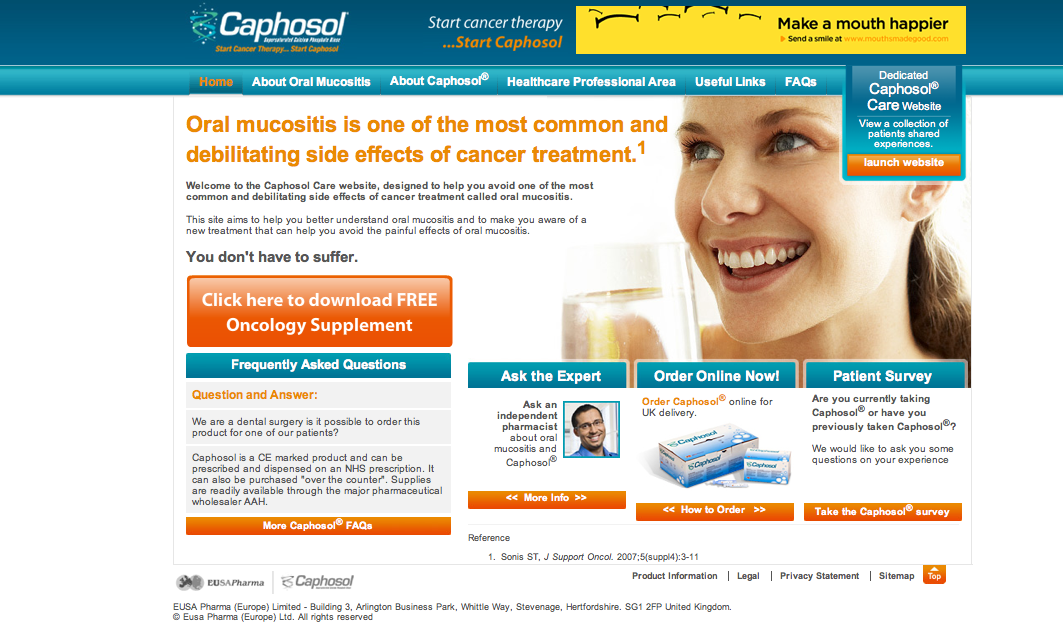 Caphosol®
Supersaturated Calcium Phosphate Rinse
Start Cancer Therapy... Start Caphosol
Start cancer therapy
...Start Caphosol
Make a mouth happier
Send a smile at www.mouthsmadegood.com
Home
About Oral Mucositis
About Caphosol®
Healthcare Professional Area
Useful Links
FAQs
Dedicated
Caphosol®
Care Website
View a collection of
patients shared
experiences.
launch website
Oral mucositis is one of the most common and
debilitating side effects of cancer treatment.1
Welcome to the Caphosol Care website, designed to help you avoid one of the most
common and debilitating side effects of cancer treatment called oral mucositis.
This site aims to help you better understand oral mucositis and to make you aware of a
new treatment that can help you avoid the painful effects of oral mucositis.
You don't have to suffer.
Click here to download FREE
Oncology Supplement
Frequently Asked Questions
Question and Answer:
We are a dental surgery is it possible to order this
product for one of our patients?
Caphosol is a CE marked product and can be
prescribed and dispensed on an NHS prescription. It
can also be purchased "over the counter". Supplies
are readily available through the major pharmaceutical
wholesaler AAH.
More Caphosol® FAQs
Ask the Expert
Ask an
independent
pharmacist
about oral
mucositis and
Caphosol®
<< More Info >>
Order Online Now!
Order Caphosol® online for
UK delivery.
Caphosol
Caphosol
<< How to Order >>
Patient Survey
Are you currently taking
Caphosol® or have you
previously taken Caphosol®?
We would like to ask you some
questions on your experience
Take the Caphosol® survey
Reference
1. Sonis ST, J Support Oncol. 2007;5(suppl4):3-11
EUSAPharma
Caphosol
Product Information | Legal | Privacy Statement | Sitemap
Top
EUSA Pharma (Europe) Limited - Building 3, Arlington Business Park, Whittle Way, Stevenage, Hertfordshire. SG1 2FP United Kingdom.
© Eusa Pharma (Europe) Ltd. All rights reserved